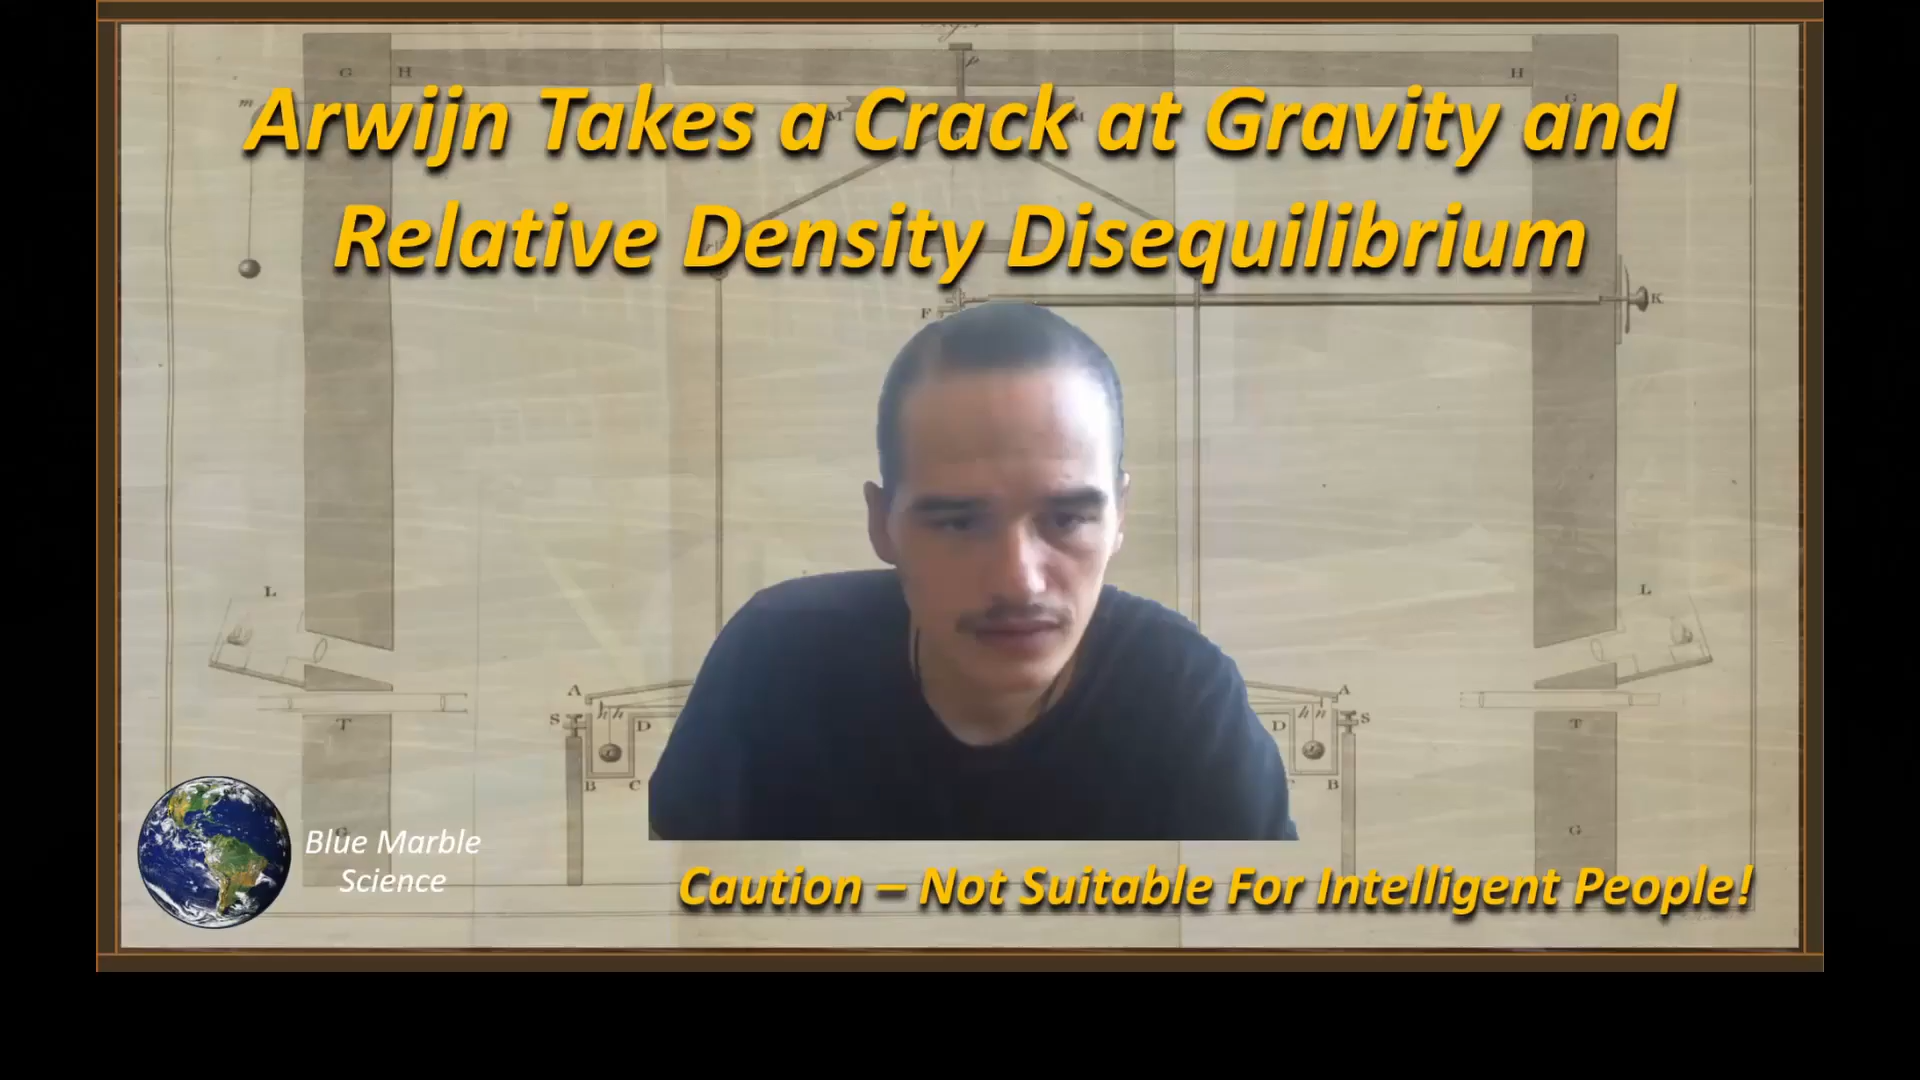 Arwijn Takes a Crack at Gravity and
Relative Density Disequilibrium
G H H G
m p
M M
F K
L L
A A
S h D D h n S
B C B
T T
G G
Blue Marble
Science
Caution – Not Suitable For Intelligent People!